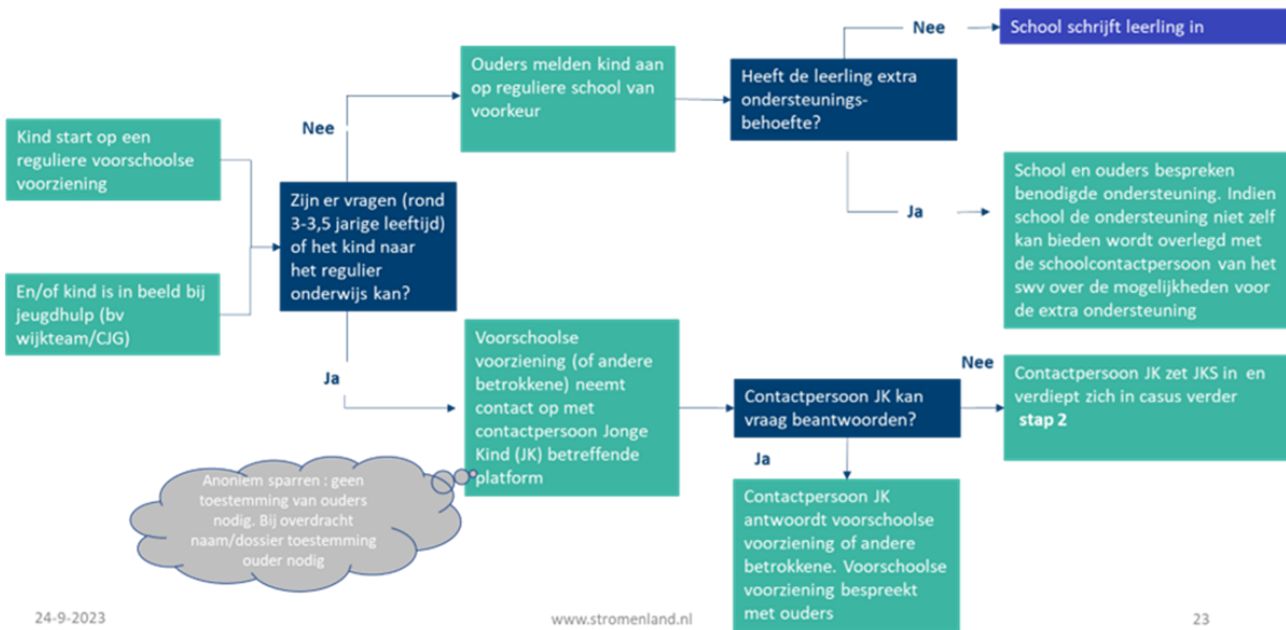 Kind start op een
reguliere voorschoolse
voorziening
En/of kind is in beeld bij
jeugdhulp (bv
wijkteam/CJG)
Zijn er vragen (rond
3-3,5 jarige leeftijd)
of het kind naar
het regulier
onderwijs kan?
Nee
Ouders melden kind aan
op reguliere school van
voorkeur
Heeft de leerling extra
ondersteunings-
behoefte?
Nee
School schrijft leerling in
Ja
School en ouders bespreken
benodigde ondersteuning. Indien
school de ondersteuning niet zelf
kan bieden wordt overlegd met
de schoolcontactpersoon van het
swv over de mogelijkheden voor
de extra ondersteuning
Ja
Voorschoolse
voorziening (of andere
betrokkene) neemt
contact op met
contactpersoon Jonge
Kind (JK) betreffende
platform
Anoniem sparren : geen
toestemming van ouders
nodig. Bij overdracht
naam/dossier toestemming
ouder nodig
Contactpersoon JK kan
vraag beantwoorden?
Nee
Contactpersoon JK zet JKS in en
verdiept zich in casus verder
stap 2
Ja
Contactpersoon JK
antwoordt voorschoolse
voorziening of andere
betrokkene. Voorschoolse
voorziening bespreekt
met ouders
24-9-2023
www.stromenland.nl
23